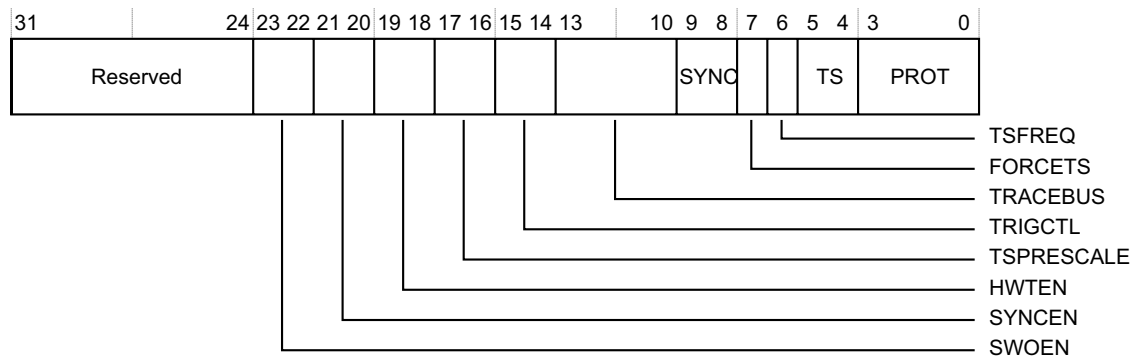 31 24 23 22 21 20 19 18 17 16 15 14 13 10 9 8 7 6 5 4 3 0
Reserved SYNC TS PROT
TSFREQ
FORCETS
TRACEBUS
TRIGCTL
TSPRESCALE
HWTEN
SYNCEN
SWOEN